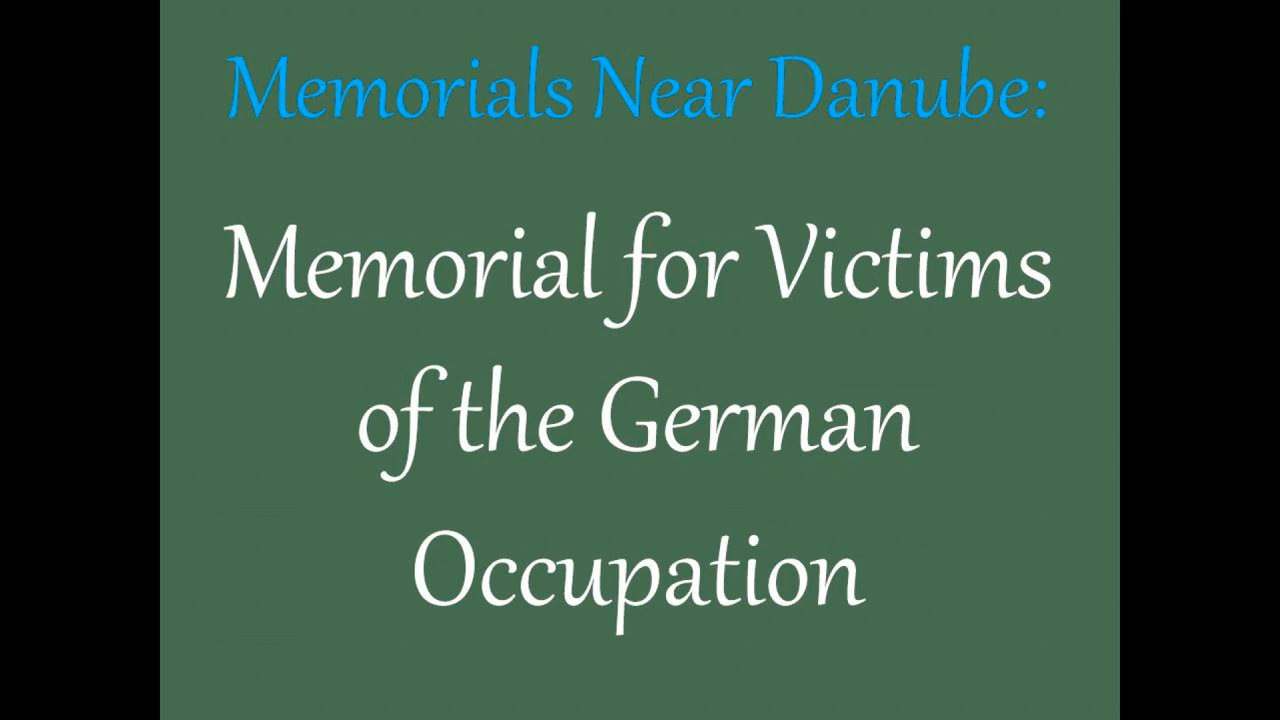 Memorials Near Danube:
Memorial for Victims
of the German
Occupation